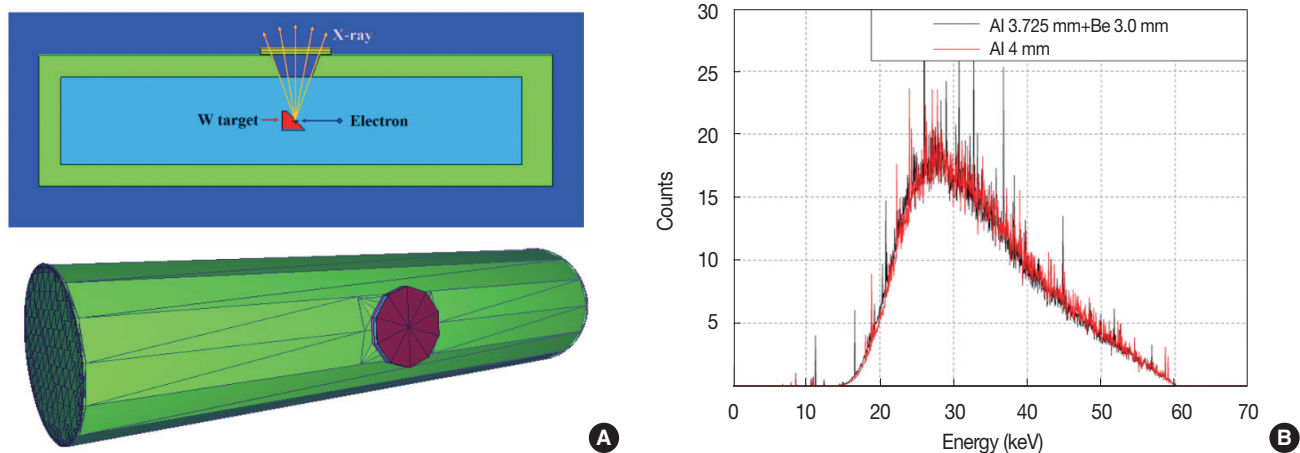 X-ray
W target
Electron
A
30
25
20
15
10
5
Counts
Al 3.725 mm+Be 3.0 mm
Al 4 mm
0 10 20 30 40 50 60 70
Energy (keV)
B